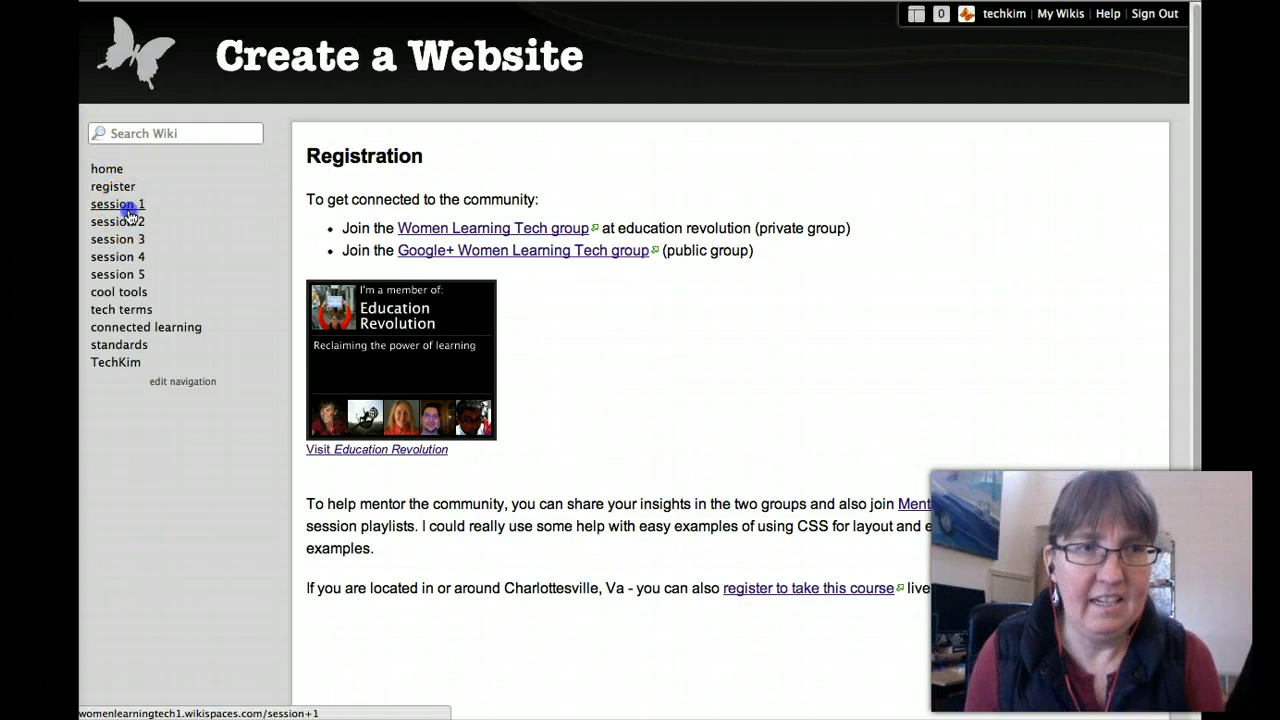 0 techkim My Wikis Help Sign Out
Create a Website
Search Wiki
home
register
session 1
session 2
session 3
session 4
session 5
cool tools
tech terms
connected learning
standards
TechKim
edit navigation
Registration
To get connected to the community:
• Join the Women Learning Tech group at education revolution (private group)
• Join the Google+ Women Learning Tech group (public group)
I'm a member of:
Education
Revolution
Reclaiming the power of learning
Visit Education Revolution
To help mentor the community, you can share your insights in the two groups and also join
session playlists. I could really use some help with easy examples of using CSS for layout and
examples.
If you are located in or around Charlottesville, Va - you can also register to take this course live
womenlearningtech1.wikispaces.com/session+1